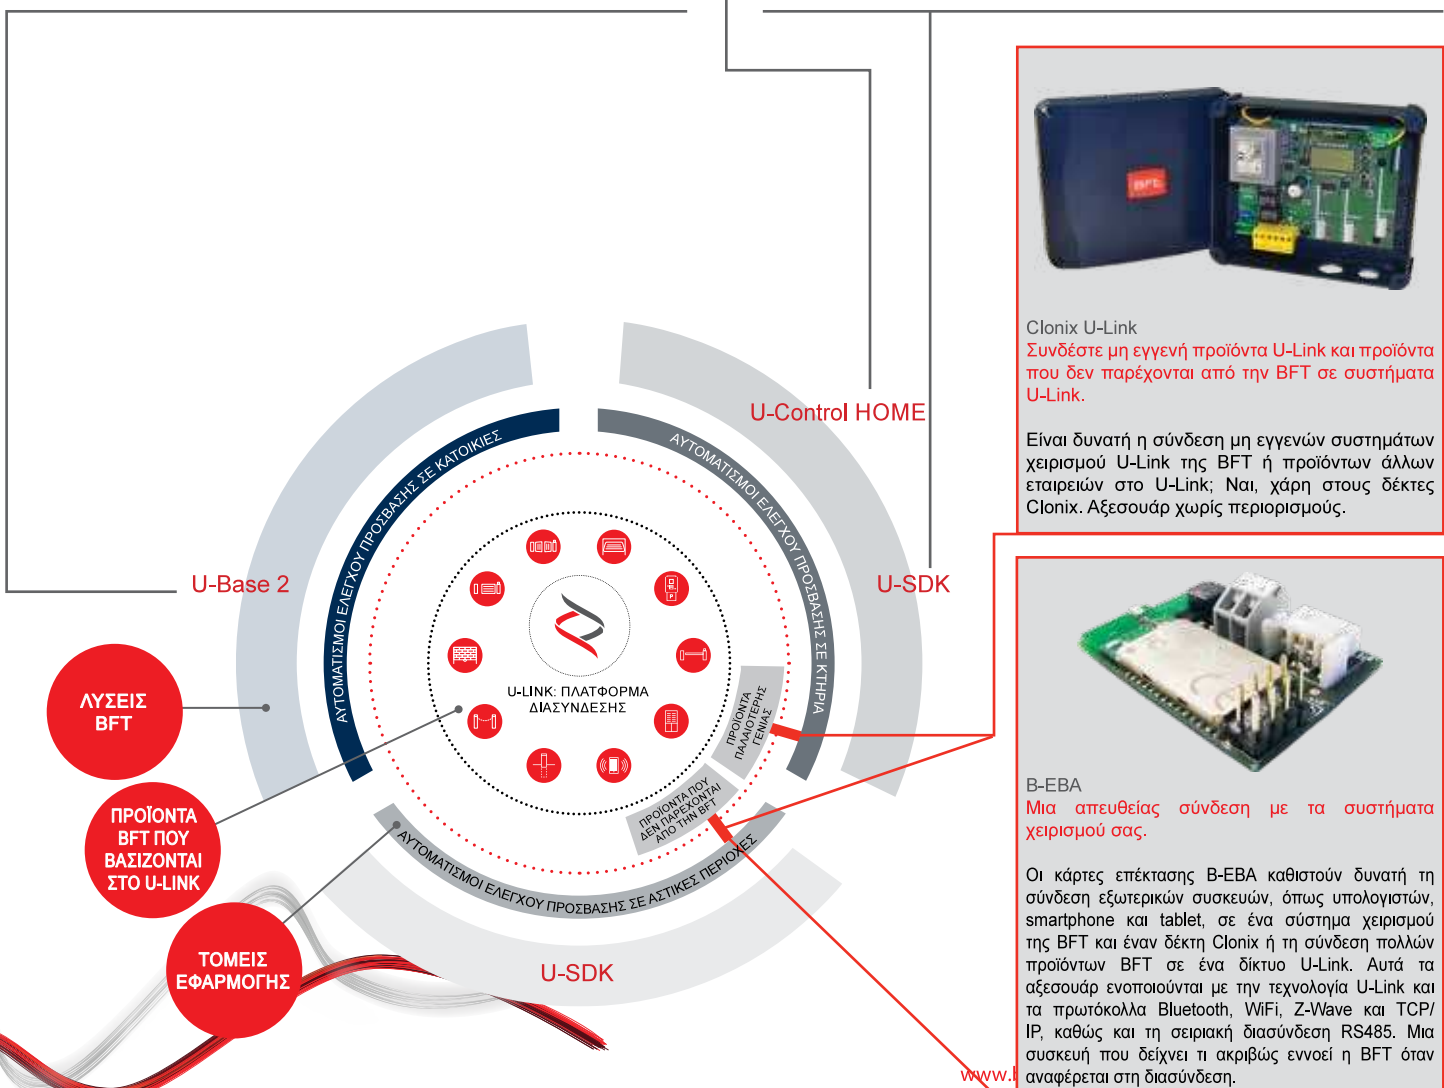 BFT
Clonix U-Link
Συνδέστε μη εγγενή προϊόντα U-Link και προϊόντα
που δεν παρέχονται από την BFT σε συστήματα
U-Link.
Είναι δυνατή η σύνδεση μη εγγενών συστημάτων
χειρισμού U-Link της BFT ή προϊόντων άλλων
εταιρειών στο U-Link; Ναι, χάρη στους δέκτες
Clonix. Αξεσουάρ χωρίς περιορισμούς.
U-Control HOME
U-Base 2
U-SDK
ΑΥΤΟΜΑΤΙΣΜΟΙ ΕΛΕΓΧΟΥ ΠΡΟΣΒΑΣΗΣ ΣΕ ΚΑΤΟΙΚΙΕΣ
ΑΥΤΟΜΑΤΙΣΜΟΙ ΕΛΕΓΧΟΥ ΠΡΟΣΒΑΣΗΣ ΣΕ ΚΤΗΡΙΑ
U-LINK: ΠΛΑΤΦΟΡΜΑ
ΔΙΑΣΥΝΔΕΣΗΣ
ΠΡΟΪΟΝΤΑ
ΠΑΛΑΙΟΤΕΡΗΣ
ΓΕΝΙΑΣ
ΠΡΟΪΟΝΤΑ ΠΟΥ
ΔΕΝ ΠΑΡΕΧΟΝΤΑΙ
ΑΠΟ ΤΗΝ BFT
ΑΥΤΟΜΑΤΙΣΜΟΙ ΕΛΕΓΧΟΥ ΠΡΟΣΒΑΣΗΣ ΣΕ ΑΣΤΙΚΕΣ ΠΕΡΙΟΧΕΣ
U-SDK
ΛΥΣΕΙΣ
BFT
ΠΡΟΪΟΝΤΑ
BFT ΠΟΥ
ΒΑΣΙΖΟΝΤΑΙ
ΣΤΟ U-LINK
ΤΟΜΕΙΣ
ΕΦΑΡΜΟΓΗΣ
B-EBA
Μια απευθείας σύνδεση με τα συστήματα
χειρισμού σας.
Οι κάρτες επέκτασης B-EBA καθιστούν δυνατή τη
σύνδεση εξωτερικών συσκευών, όπως υπολογιστών,
smartphone και tablet, σε ένα σύστημα χειρισμού
της BFT και έναν δέκτη Clonix ή τη σύνδεση πολλών
προϊόντων BFT σε ένα δίκτυο U-Link. Αυτά τα
αξεσουάρ ενοποιούνται με την τεχνολογία U-Link και
τα πρωτόκολλα Bluetooth, WiFi, Z-Wave και TCP/
IP, καθώς και τη σειριακή διασύνδεση RS485. Μια
συσκευή που δείχνει τι ακριβώς εννοεί η BFT όταν
αναφέρεται στη διασύνδεση.